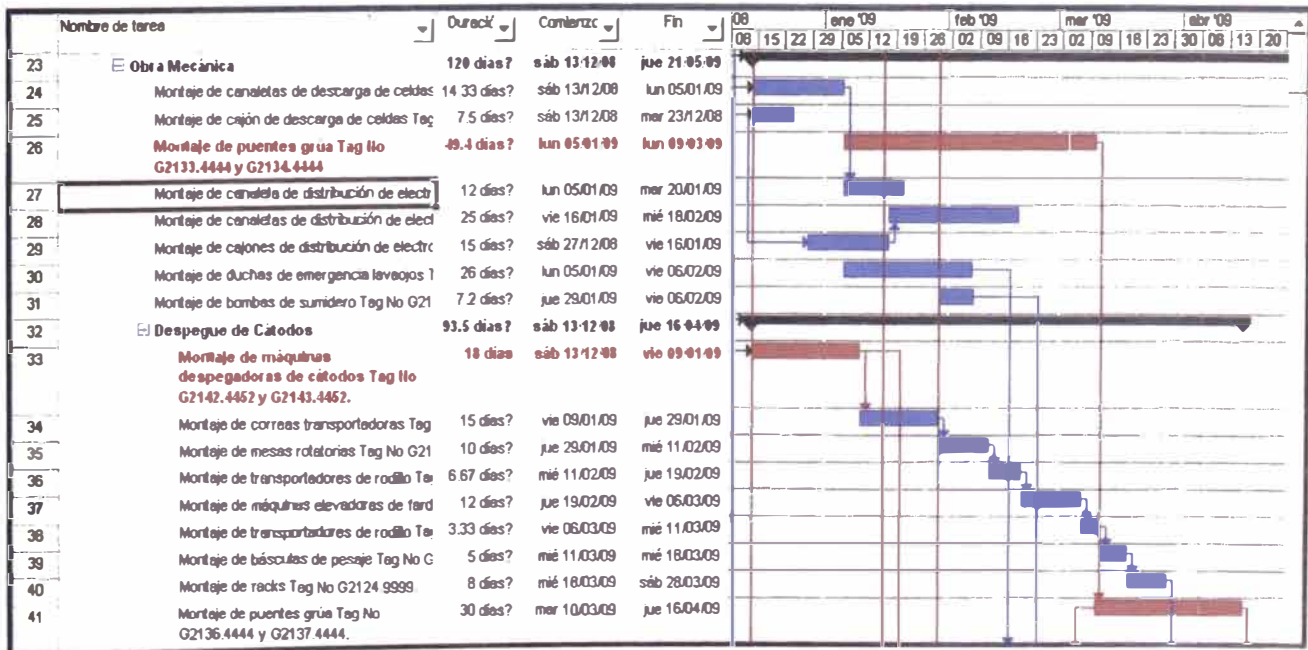 Nombre de tarea Duració Comienzo Fin 08 ene '09 feb '09 mar '09 abr '09
08 15 22 29 05 12 19 26 02 09 16 23 02 09 16 23 30 06 13 20
23 Obra Mecánica 120 días? sáb 13/12/08 jue 21/05/09
24 Montaje de canaletas de descarga de celdas 14.33 días? sáb 13/12/08 lun 05/01/09
25 Montaje de cajón de descarga de celdas Tag 7.5 días? sáb 13/12/08 mar 23/12/08
26 Montaje de puentes grúa Tag No 49.4 días? lun 05/01/09 lun 09/03/09
G2133.4444 y G2134.4444
27 Montaje de canaleta de distribución de electr 12 días? lun 05/01/09 mar 20/01/09
28 Montaje de canaletas de distribución de elect 25 días? vie 16/01/09 mié 18/02/09
29 Montaje de cajones de distribución de electro 15 días? sáb 27/12/08 vie 16/01/09
30 Montaje de duchas de emergencia lavaojos T 26 días? lun 05/01/09 vie 06/02/09
31 Montaje de bombas de sumidero Tag No G21 7.2 días? jue 29/01/09 vie 06/02/09
32 Despegue de Cátodos 93.5 días? sáb 13/12/08 jue 16/04/09
33 Montaje de máquinas 18 días sáb 13/12/08 vie 09/01/09
despegadoras de cátodos Tag No
G2142.4452 y G2143.4452.
34 Montaje de correas transportadoras Tag 15 días? vie 09/01/09 jue 29/01/09
35 Montaje de mesas rotatorias Tag No G21 10 días? jue 29/01/09 mié 11/02/09
36 Montaje de transportadores de rodillo Tag 6.67 días? mié 11/02/09 jue 19/02/09
37 Montaje de máquinas elevadoras de fard 12 días? jue 19/02/09 vie 06/03/09
38 Montaje de transportadores de rodillo Tag 3.33 días? vie 06/03/09 mié 11/03/09
39 Montaje de básculas de pesaje Tag No G 5 días? mié 11/03/09 mié 18/03/09
40 Montaje de racks Tag No G2124.9999 8 días? mié 18/03/09 sáb 28/03/09
41 Montaje de puentes grúa Tag No 30 días? mar 10/03/09 jue 16/04/09
G2136.4444 y G2137.4444.